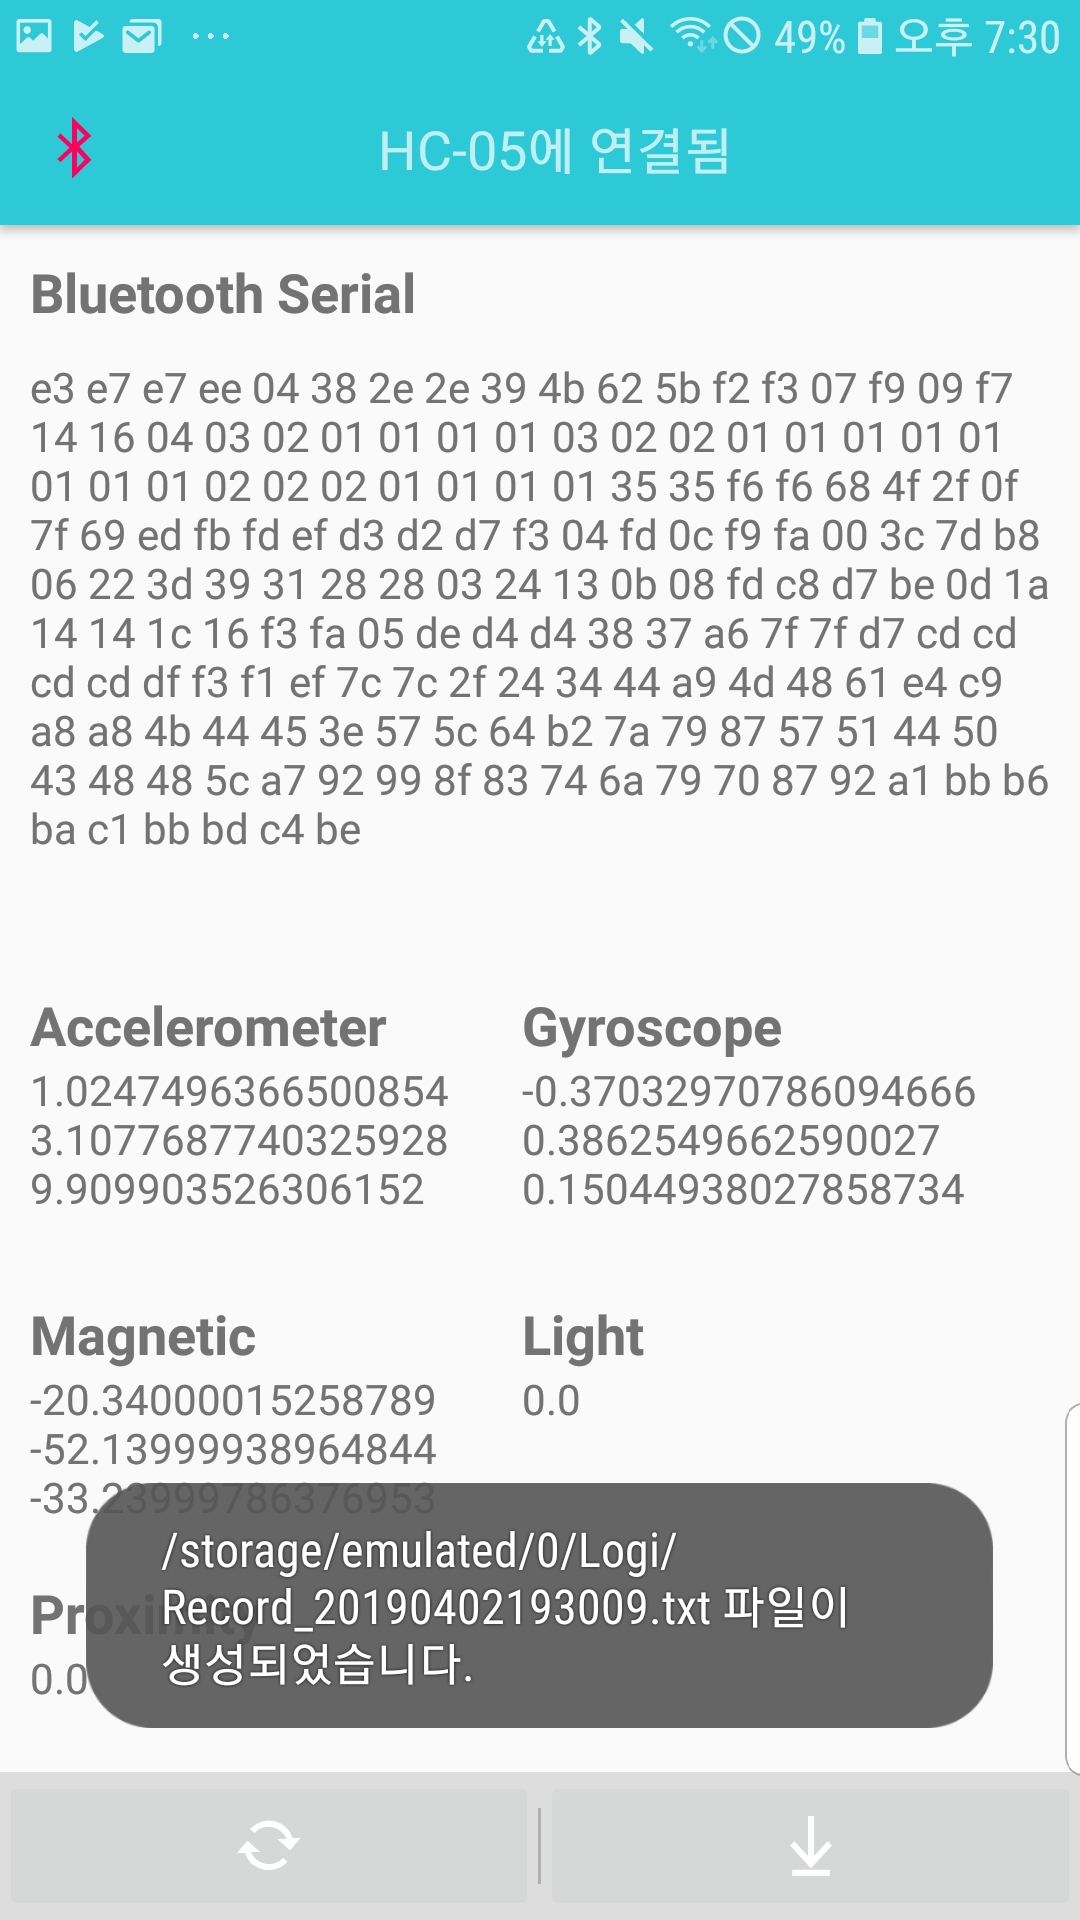 49% 오후 7:30
HC-05에 연결됨
Bluetooth Serial
e3 e7 e7 ee 04 38 2e 2e 39 4b 62 5b f2 f3 07 f9 09 f7
14 16 04 03 02 01 01 01 01 03 02 02 01 01 01 01 01
01 01 01 02 02 02 01 01 01 01 35 35 f6 f6 68 4f 2f 0f
7f 69 ed fb fd ef d3 d2 d7 f3 04 fd 0c f9 fa 00 3c 7d b8
06 22 3d 39 31 28 28 03 24 13 0b 08 fd c8 d7 be 0d 1a
14 14 1c 16 f3 fa 05 de d4 d4 38 37 a6 7f 7f d7 cd cd
cd cd df f3 f1 ef 7c 7c 2f 24 34 44 a9 4d 48 61 e4 c9
a8 a8 4b 44 45 3e 57 5c 64 b2 7a 79 87 57 51 44 50
43 48 48 5c a7 92 99 8f 83 74 6a 79 70 87 92 a1 bb b6
ba c1 bb bd c4 be
Accelerometer
1.0247496366500854
3.1077687740325928
9.909903526306152
Gyroscope
-0.37032970786094666
0.3862549662590027
0.15044938027858734
Magnetic
-20.34000015258789
-52.13999938964844
-33.23999786376953
Light
0.0
Proximity
0.0
/storage/emulated/0/Logi/
Record_20190402193009.txt 파일이
생성되었습니다.